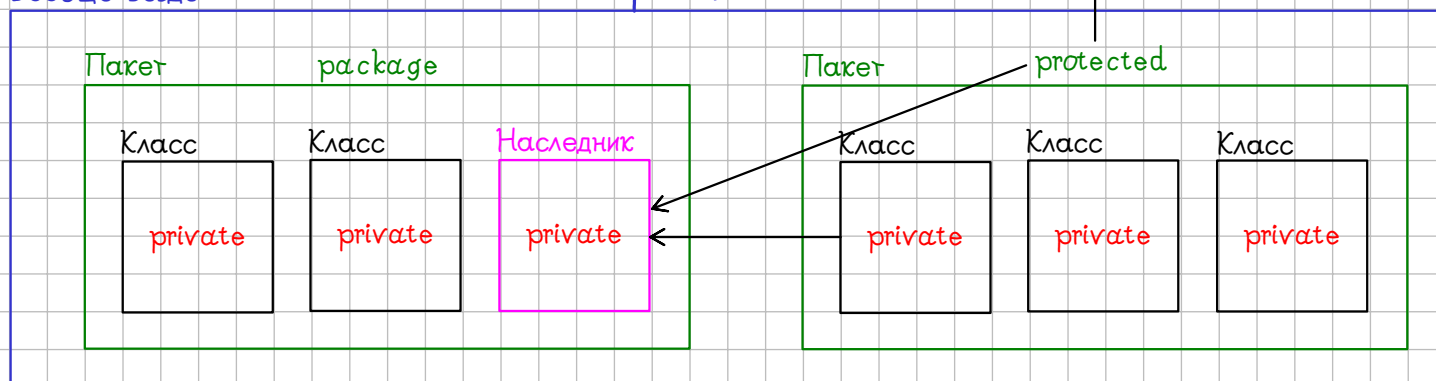 Пакет package Пакет protected
Класс Класс Наследник Класс Класс Класс
private private private private private private